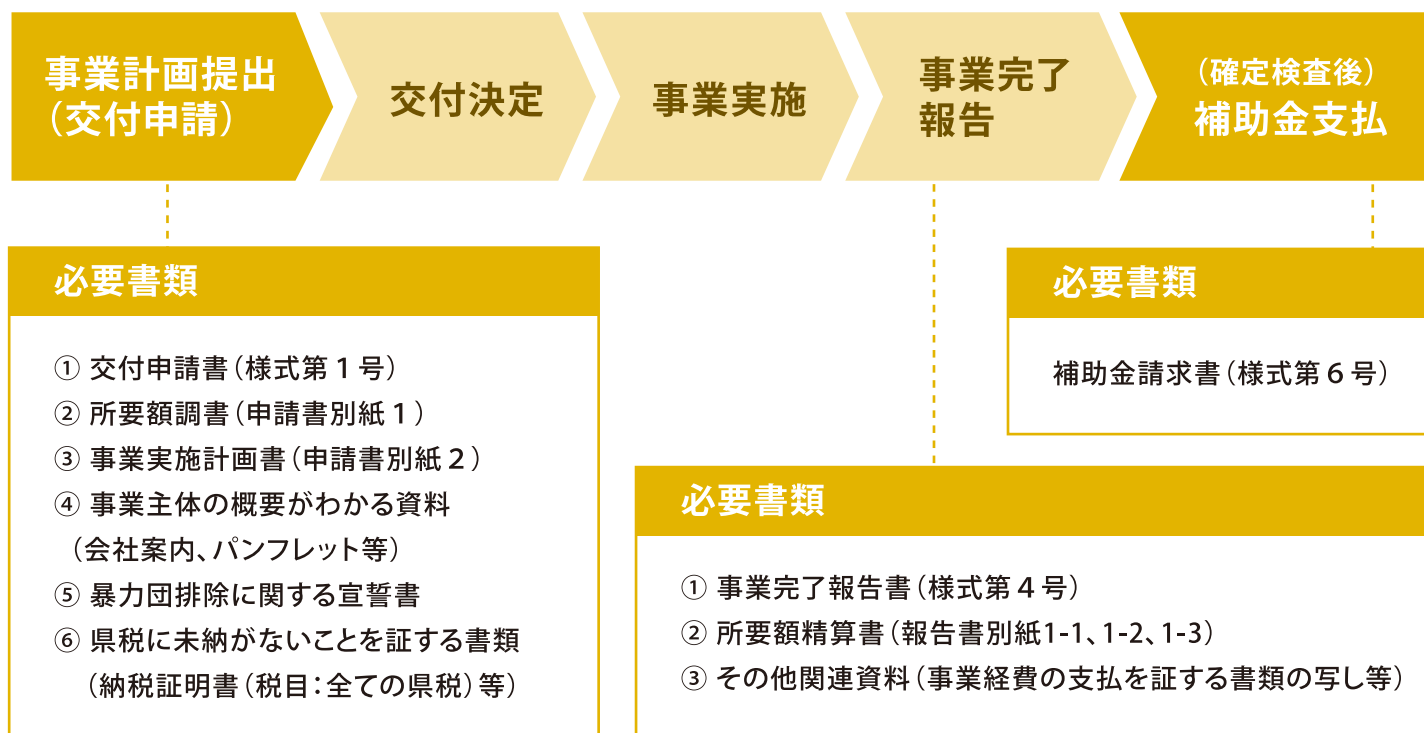 事業計画提出
（交付申請）
交付決定
事業実施
事業完了
報告
（確定検査後）
補助金支払
必要書類
① 交付申請書（様式第１号）
② 所要額調書（申請書別紙１）
③ 事業実施計画書（申請書別紙２）
④ 事業主体の概要がわかる資料
（会社案内、パンフレット等）
⑤ 暴力団排除に関する宣誓書
⑥ 県税に未納がないことを証する書類
（納税証明書（税目：全ての県税）等）
必要書類
補助金請求書（様式第６号）
必要書類
① 事業完了報告書（様式第４号）
② 所要額精算書（報告書別紙1-1、1-2、1-3）
③ その他関連資料（事業経費の支払を証する書類の写し等）